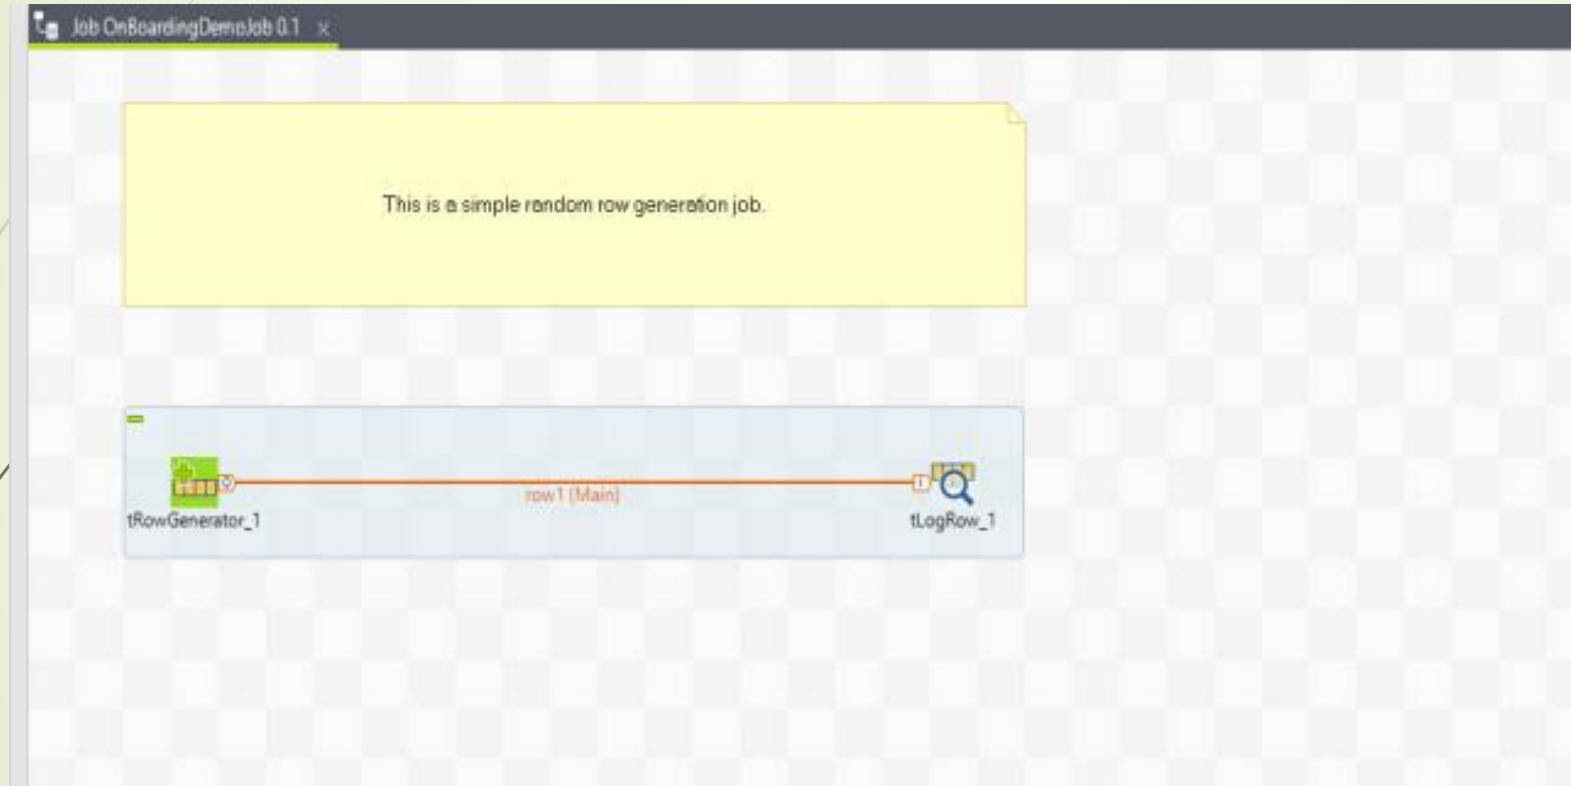 Job OnBoardingDemoJob 0.1
This is a simple random row generation job.
row1 (Main)
tRowGenerator_1
tLogRow_1